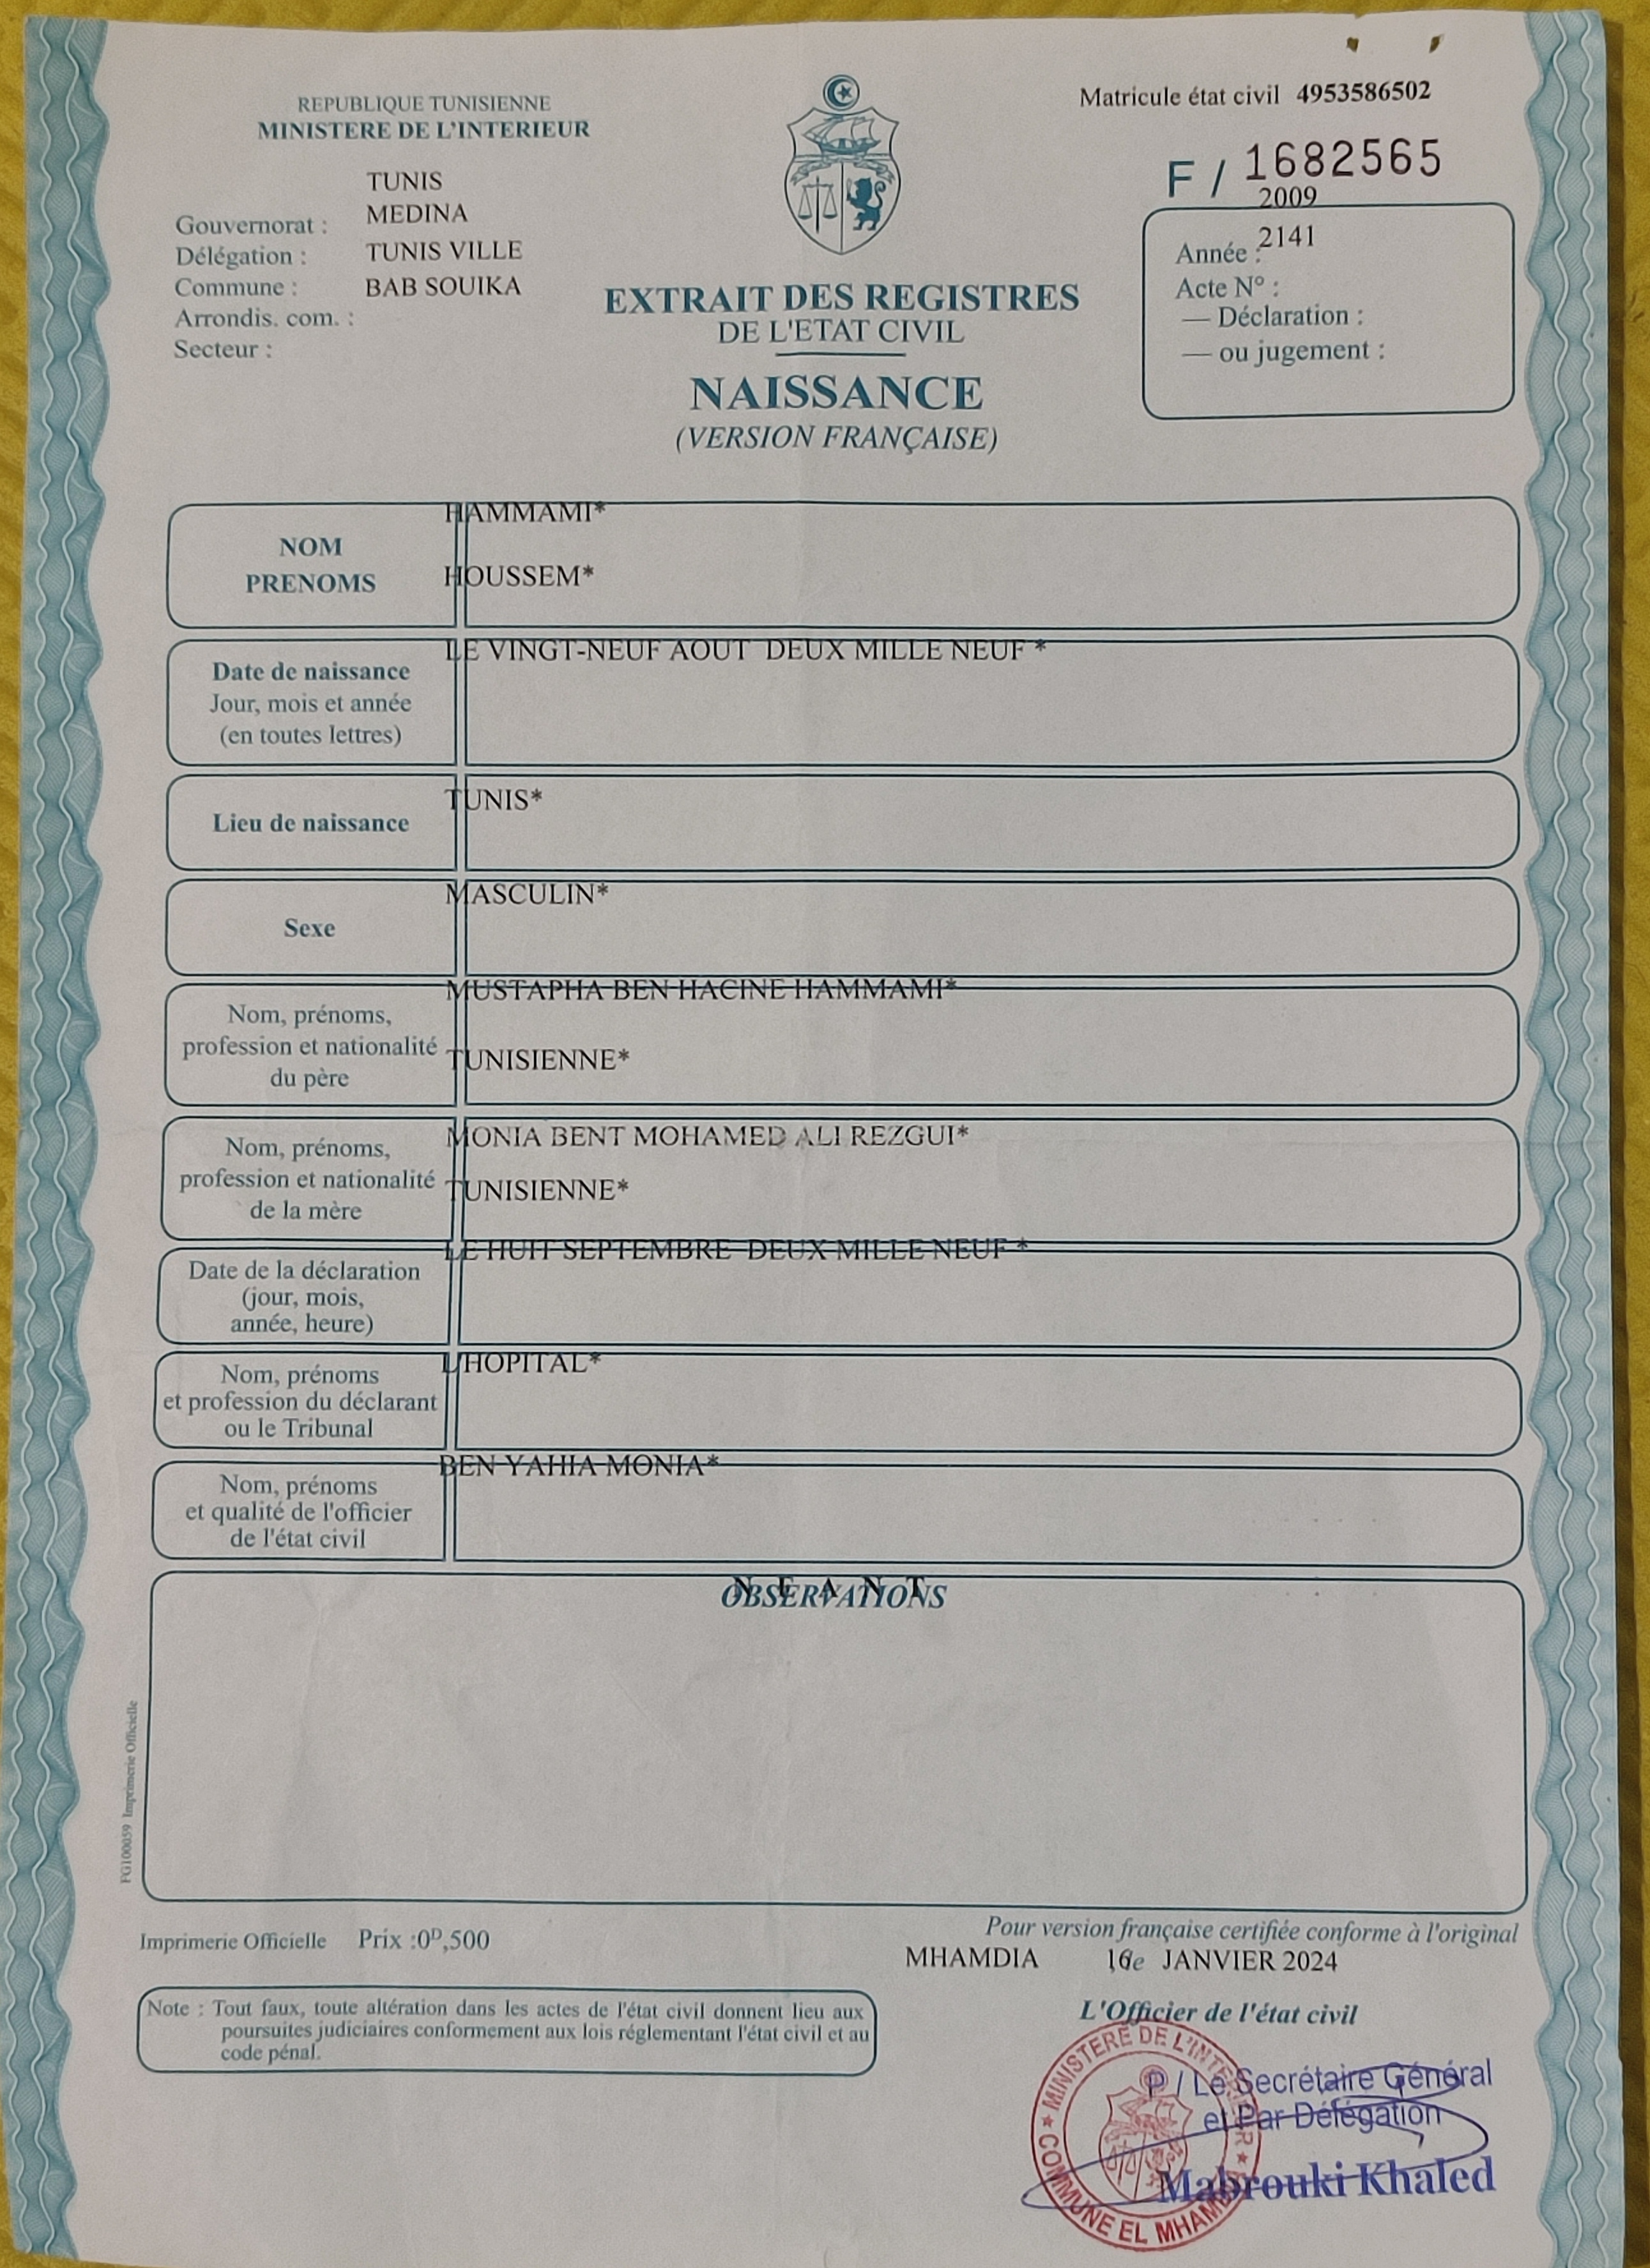 REPUBLIQUE TUNISIENNE
MINISTERE DE L'INTERIEUR
Matricule état civil 4953586502
F / 1682565
TUNIS
Gouvernorat : MEDINA
Délégation : TUNIS VILLE
Commune : BAB SOUIKA
Arrondis. com. :
Secteur :
2009
Année : 2141
Acte N° :
— Déclaration :
— ou jugement :
EXTRAIT DES REGISTRES
DE L'ETAT CIVIL
NAISSANCE
(VERSION FRANÇAISE)
NOM
PRENOMS
HAMMAMI*
HOUSSEM*
Date de naissance
Jour, mois et année
(en toutes lettres)
LE VINGT-NEUF AOUT DEUX MILLE NEUF *
Lieu de naissance
TUNIS*
Sexe
MASCULIN*
Nom, prénoms,
profession et nationalité
du père
MUSTAPHA BEN HACINE HAMMAMI*
TUNISIENNE*
Nom, prénoms,
profession et nationalité
de la mère
MONIA BENT MOHAMED ALI REZGUI*
TUNISIENNE*
Date de la déclaration
(jour, mois,
année, heure)
LE HUIT SEPTEMBRE DEUX MILLE NEUF *
Nom, prénoms
et profession du déclarant
ou le Tribunal
L'HOPITAL*
Nom, prénoms
et qualité de l'officier
de l'état civil
BEN YAHIA MONIA*
OBSERVATIONS
N E A N T
FG100059 Imprimerie Officielle
Imprimerie Officielle Prix :0D,500
Pour version française certifiée conforme à l'original
MHAMDIA 16 JANVIER 2024
Note : Tout faux, toute altération dans les actes de l'état civil donnent lieu aux
poursuites judiciaires conformement aux lois réglementant l'état civil et au
code pénal.
L'Officier de l'état civil
P / Le Secrétaire Général
et Par Délégation
Mabrouki Khaled
MINISTERE DE L'INTERIEUR
COMMUNE EL MHAMDIA